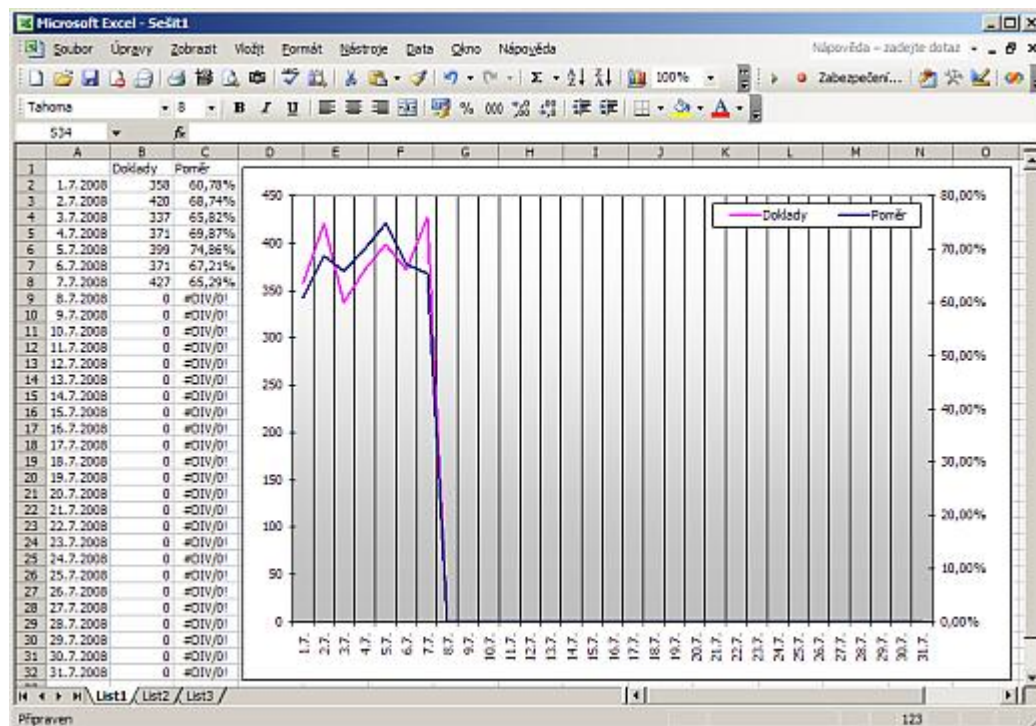 Microsoft Excel - Sešit1
Soubor Úpravy Zobrazit Vložit Formát Nástroje Data Okno Nápověda Nápověda – zadejte dotaz
100% Zabezpečení...
Tahoma 8 B I U % 000
S34 fx
A B C D E F G H I J K L M N O
1 Doklady Poměr
2 1.7.2008 358 60,78%
3 2.7.2008 420 68,74%
4 3.7.2008 337 65,82%
5 4.7.2008 371 69,87%
6 5.7.2008 399 74,86%
7 6.7.2008 371 67,21%
8 7.7.2008 427 65,29%
9 8.7.2008 0 #DIV/0!
10 9.7.2008 0 #DIV/0!
11 10.7.2008 0 #DIV/0!
12 11.7.2008 0 #DIV/0!
13 12.7.2008 0 #DIV/0!
14 13.7.2008 0 #DIV/0!
15 14.7.2008 0 #DIV/0!
16 15.7.2008 0 #DIV/0!
17 16.7.2008 0 #DIV/0!
18 17.7.2008 0 #DIV/0!
19 18.7.2008 0 #DIV/0!
20 19.7.2008 0 #DIV/0!
21 20.7.2008 0 #DIV/0!
22 21.7.2008 0 #DIV/0!
23 22.7.2008 0 #DIV/0!
24 23.7.2008 0 #DIV/0!
25 24.7.2008 0 #DIV/0!
26 25.7.2008 0 #DIV/0!
27 26.7.2008 0 #DIV/0!
28 27.7.2008 0 #DIV/0!
29 28.7.2008 0 #DIV/0!
30 29.7.2008 0 #DIV/0!
31 30.7.2008 0 #DIV/0!
32 31.7.2008 0 #DIV/0!
Doklady Poměr
450
400
350
300
250
200
150
100
50
0
80,00%
70,00%
60,00%
50,00%
40,00%
30,00%
20,00%
10,00%
0,00%
1.7. 2.7. 3.7. 4.7. 5.7. 6.7. 7.7. 8.7. 9.7. 10.7. 11.7. 12.7. 13.7. 14.7. 15.7. 16.7. 17.7. 18.7. 19.7. 20.7. 21.7. 22.7. 23.7. 24.7. 25.7. 26.7. 27.7. 28.7. 29.7. 30.7. 31.7.
List1 List2 List3
Připraven 123